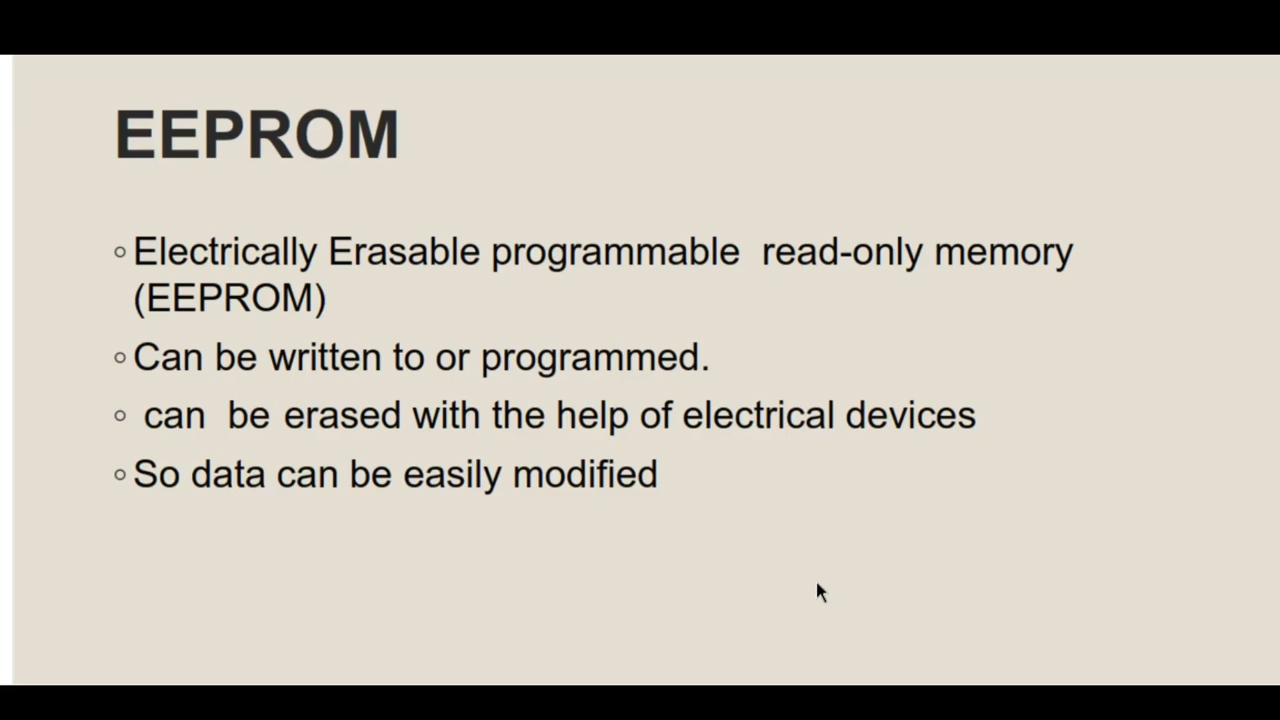 EEPROM
◦Electrically Erasable programmable  read-only memory
(EEPROM)
◦Can be written to or programmed.
◦ can  be erased with the help of electrical devices
◦So data can be easily modified